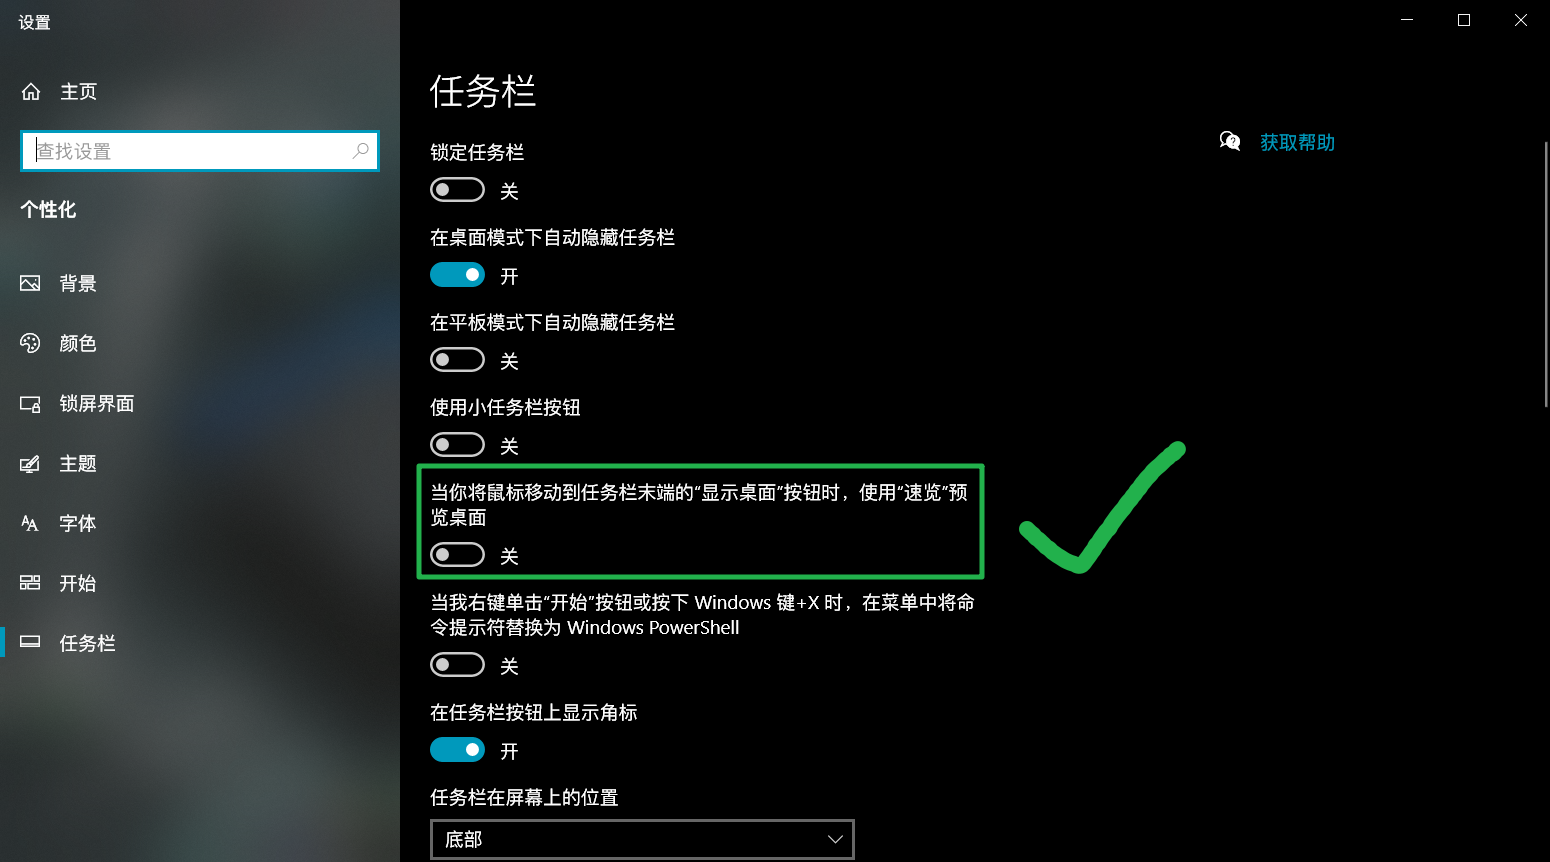 设置
主页
查找设置
个性化
背景
颜色
锁屏界面
主题
字体
开始
任务栏
任务栏
锁定任务栏
关
在桌面模式下自动隐藏任务栏
开
在平板模式下自动隐藏任务栏
关
使用小任务栏按钮
关
当你将鼠标移动到任务栏末端的“显示桌面”按钮时，使用“速览”预
览桌面
关
当我右键单击“开始”按钮或按下 Windows 键+X 时，在菜单中将命
令提示符替换为 Windows PowerShell
关
在任务栏按钮上显示角标
开
任务栏在屏幕上的位置
底部
获取帮助